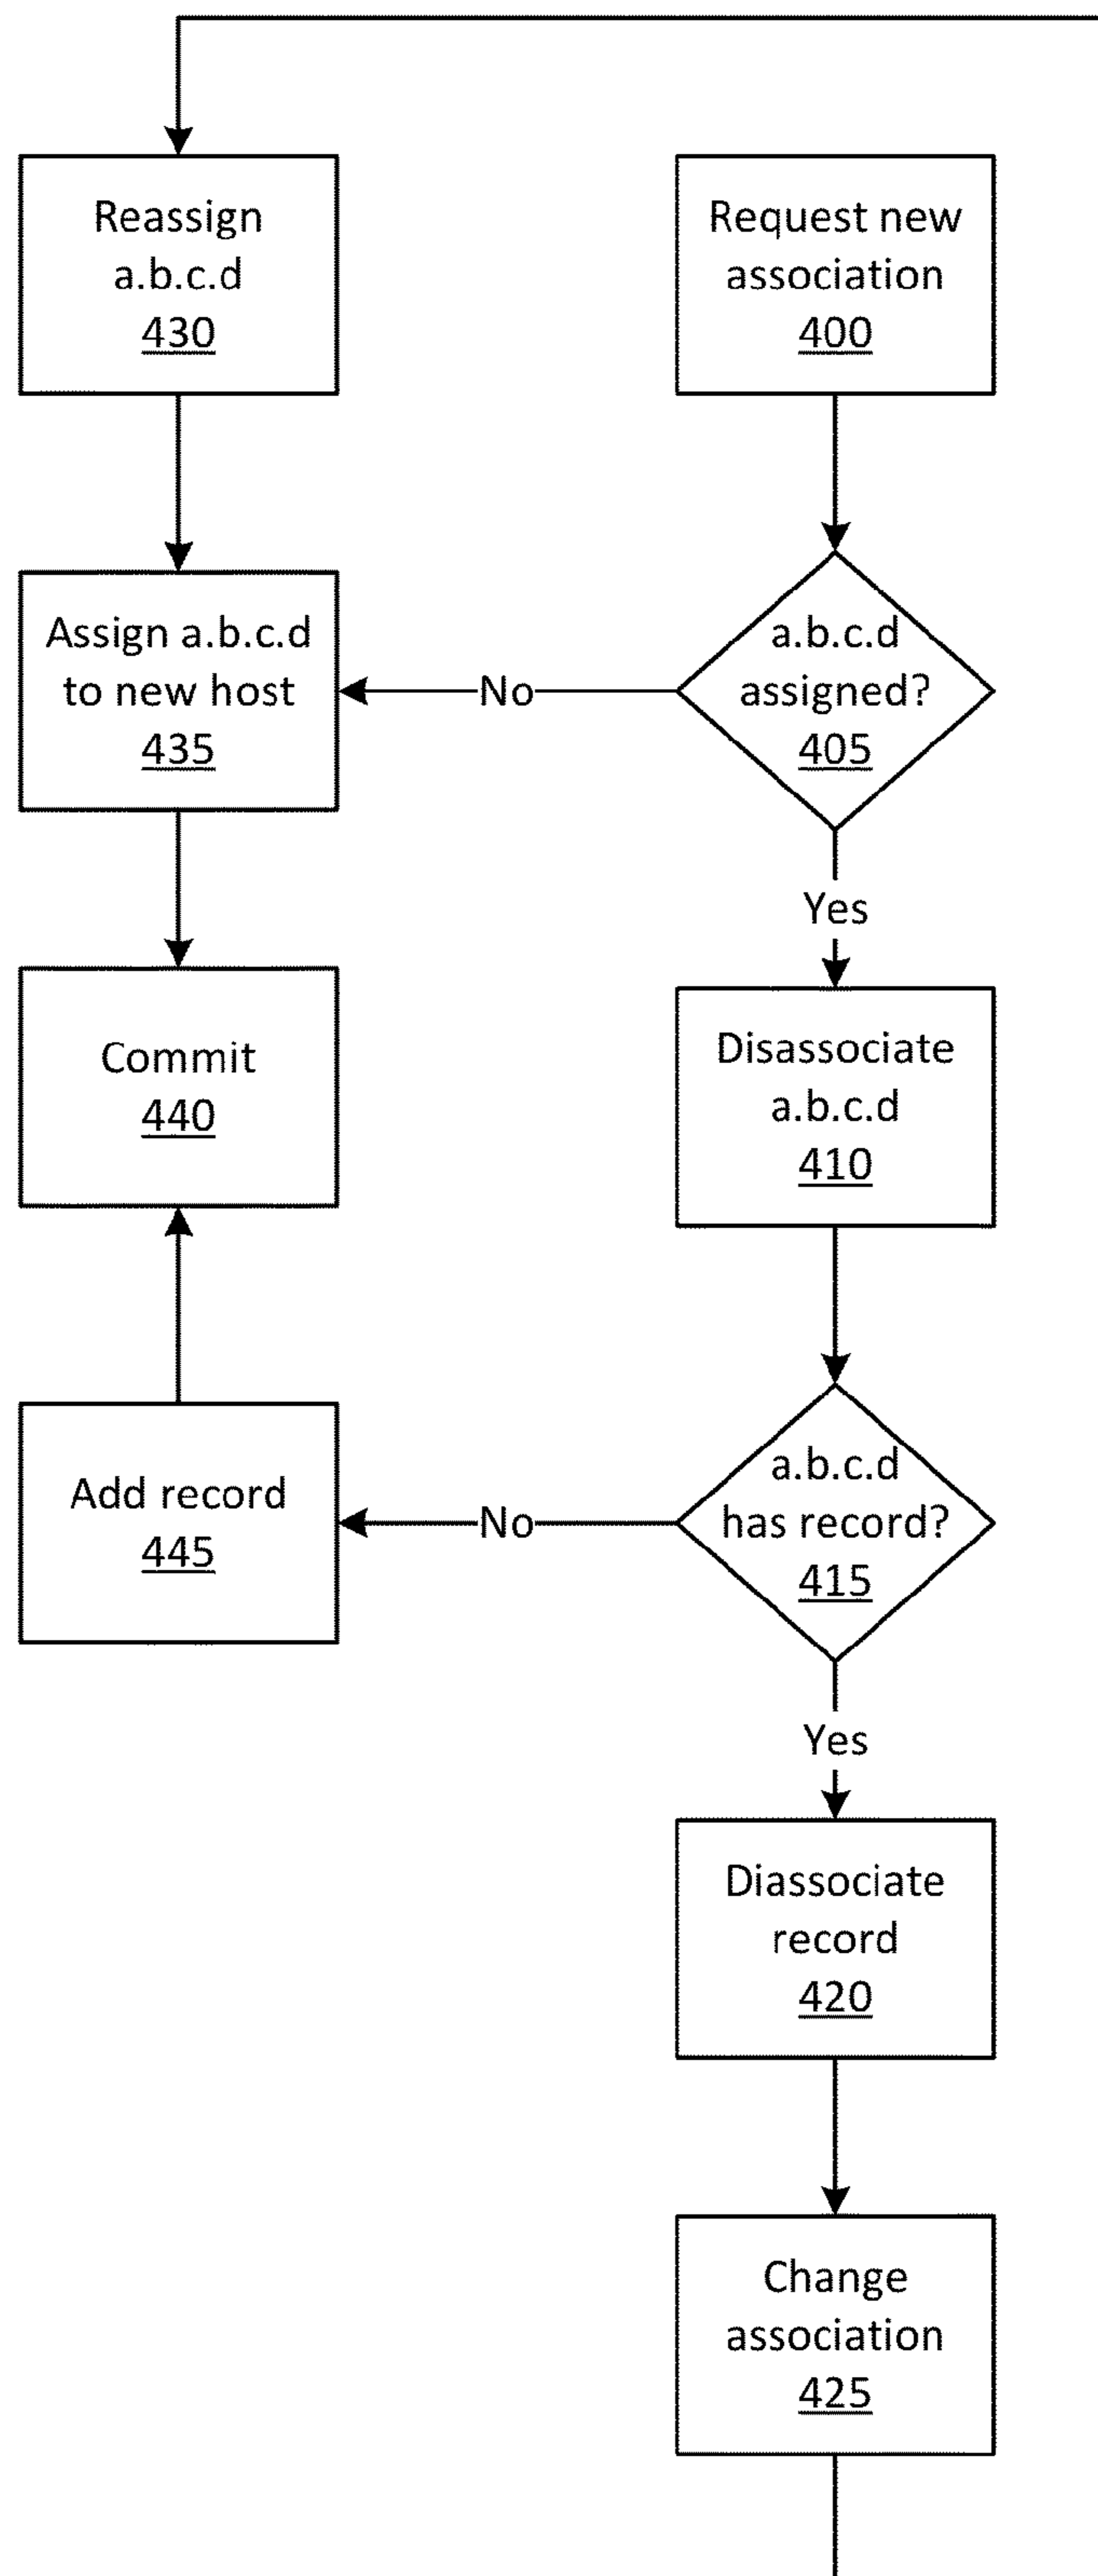 Reassign
a.b.c.d
430
Request new
association
400
Assign a.b.c.d
to new host
435
No
a.b.c.d
assigned?
405
Yes
Commit
440
Disassociate
a.b.c.d
410
Add record
445
No
a.b.c.d
has record?
415
Yes
Diassociate
record
420
Change
association
425